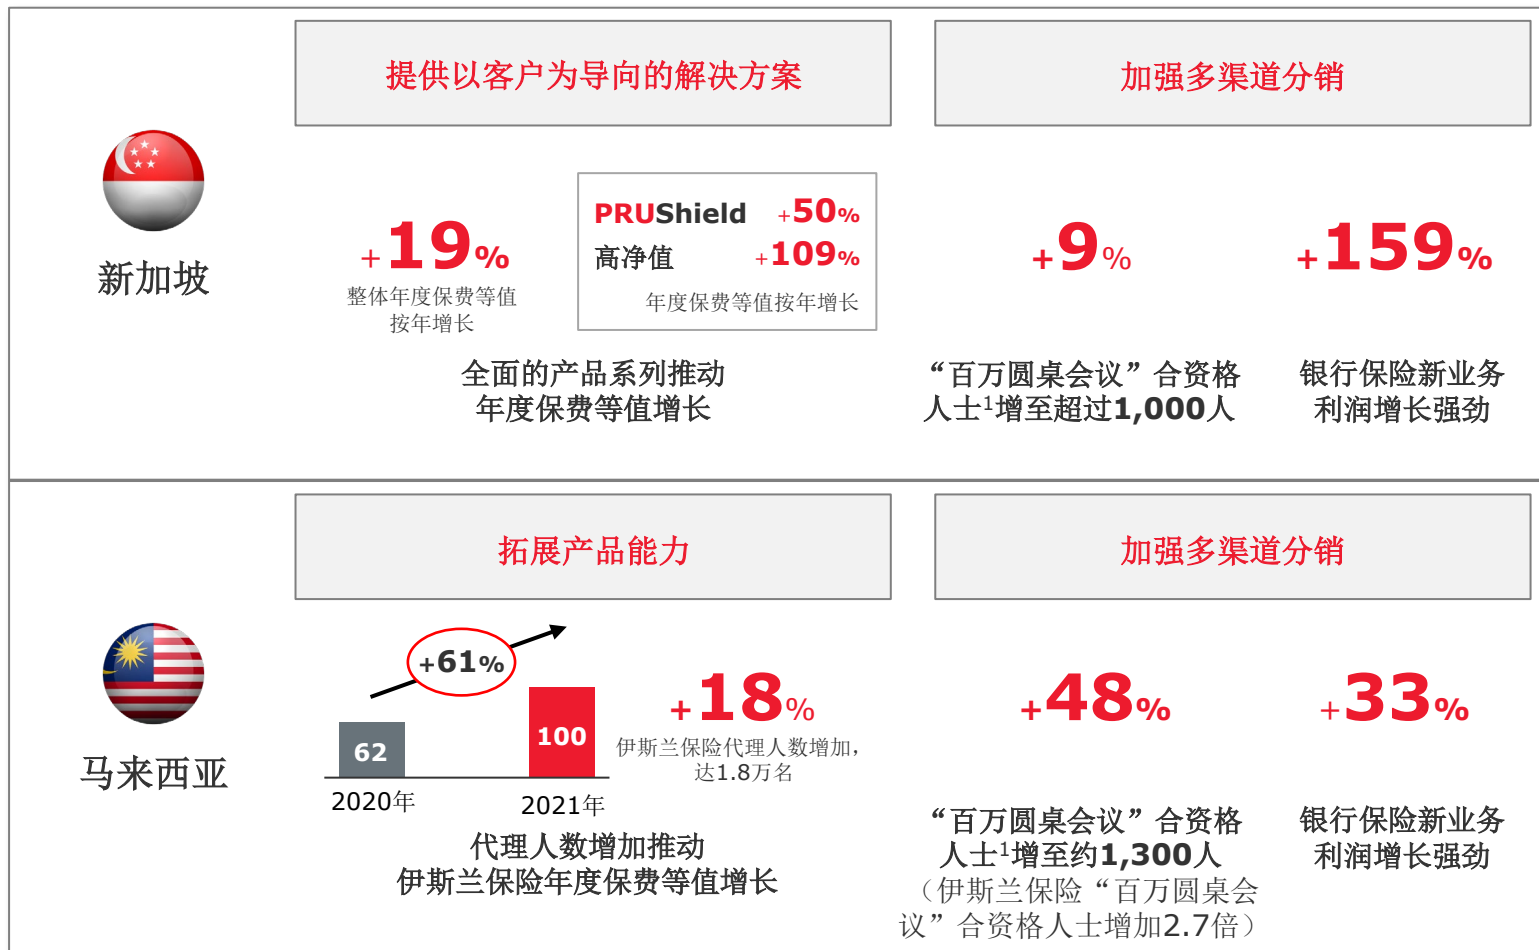 提供以客户为导向的解决方案
加强多渠道分销
新加坡
+19%
整体年度保费等值
按年增长
PRUShield +50%
高净值 +109%
年度保费等值按年增长
全面的产品系列推动
年度保费等值增长
+9%
“百万圆桌会议”合资格
人士1增至超过1,000人
+159%
银行保险新业务
利润增长强劲
拓展产品能力
加强多渠道分销
马来西亚
+61%
62
100
2020年
2021年
+18%
伊斯兰保险代理人数增加，
达1.8万名
代理人数增加推动
伊斯兰保险年度保费等值增长
+48%
“百万圆桌会议”合资格
人士1增至约1,300人
（伊斯兰保险“百万圆桌会
议”合资格人士增加2.7倍）
+33%
银行保险新业务
利润增长强劲